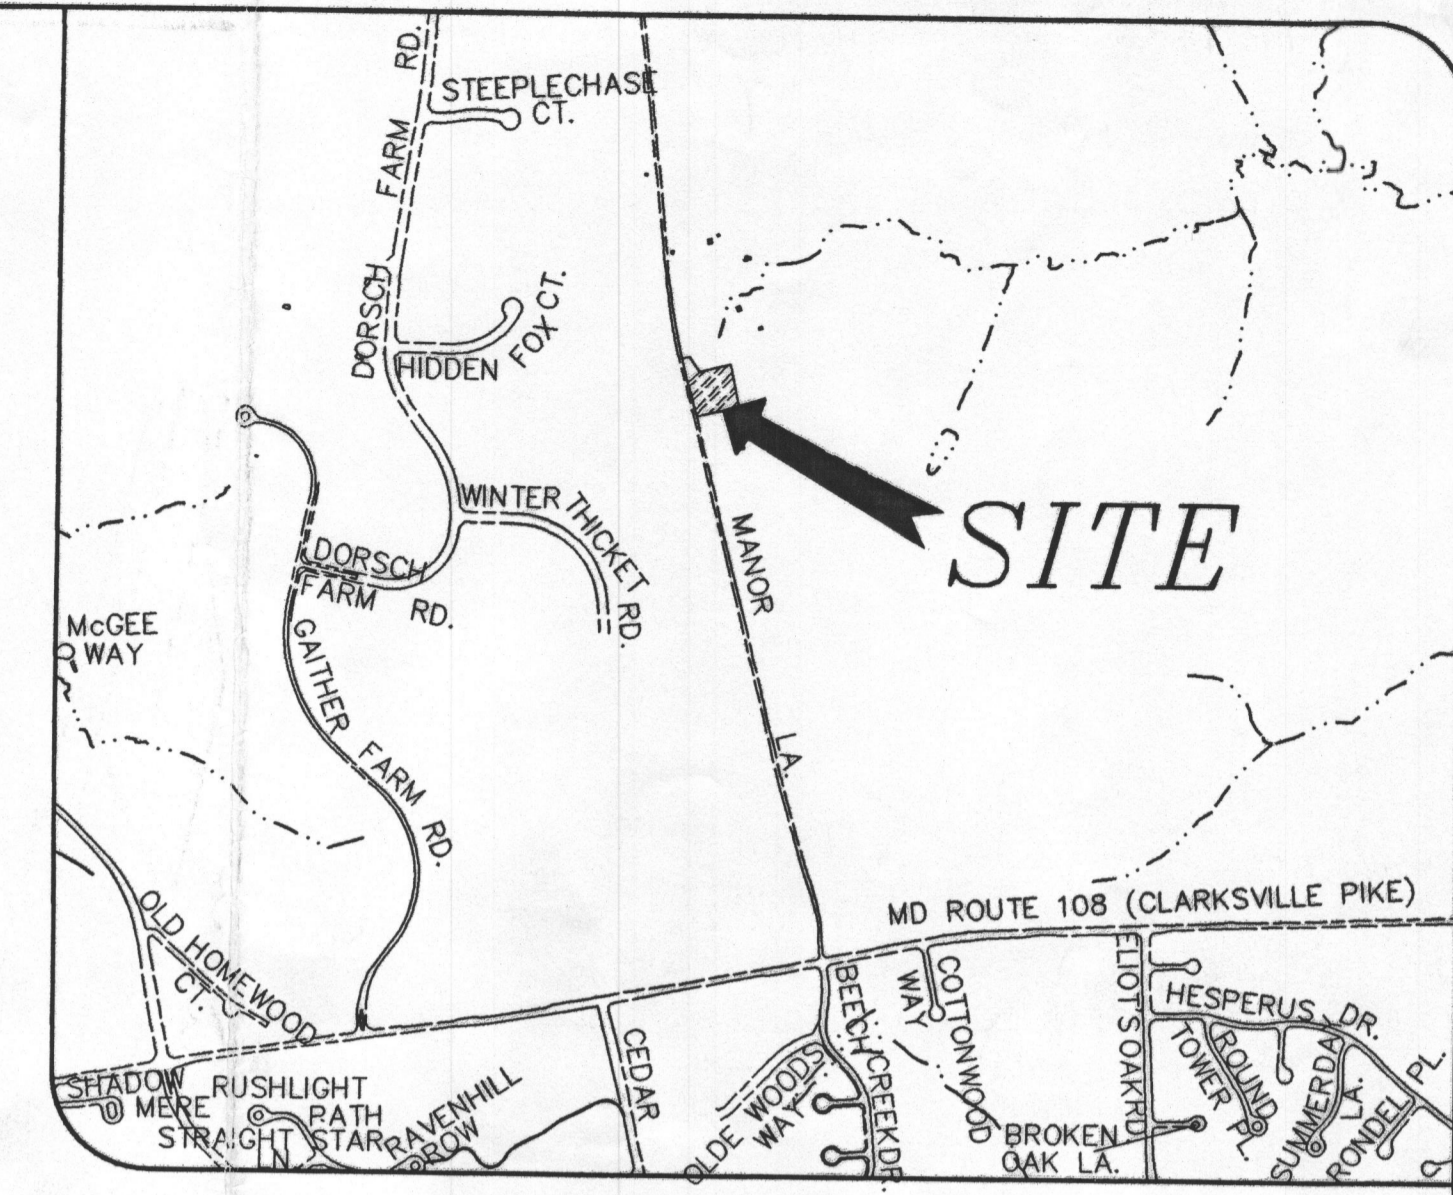 STEEPLECHASE
CT.
DORSCH FARM RD.
HIDDEN FOX CT.
WINTER THICKET RD.
SITE
MANOR LA.
DORSCH
FARM RD.
McGEE
WAY
GAITHER FARM RD.
MD ROUTE 108 (CLARKSVILLE PIKE)
OLD HOMEWOOD
CT.
CEDAR
BEECH CREEK DR.
COTTONWOOD
WAY
ELIOTS OAK RD
HESPERUS DR.
TOWER PL.
ROUND
SUMMERDAY
LA.
RONDEL PL.
OLDE WOODS
WAY
BROKEN
OAK LA.
SHADOW
MERE
RUSHLIGHT
PATH
STRAIGHT STAR
LN
RAVENHILL
ROW